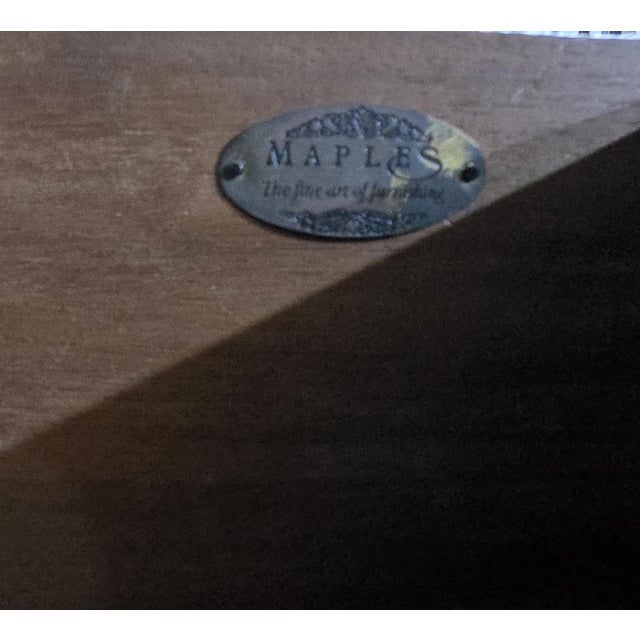 MAPLES
The fine art of furnishing